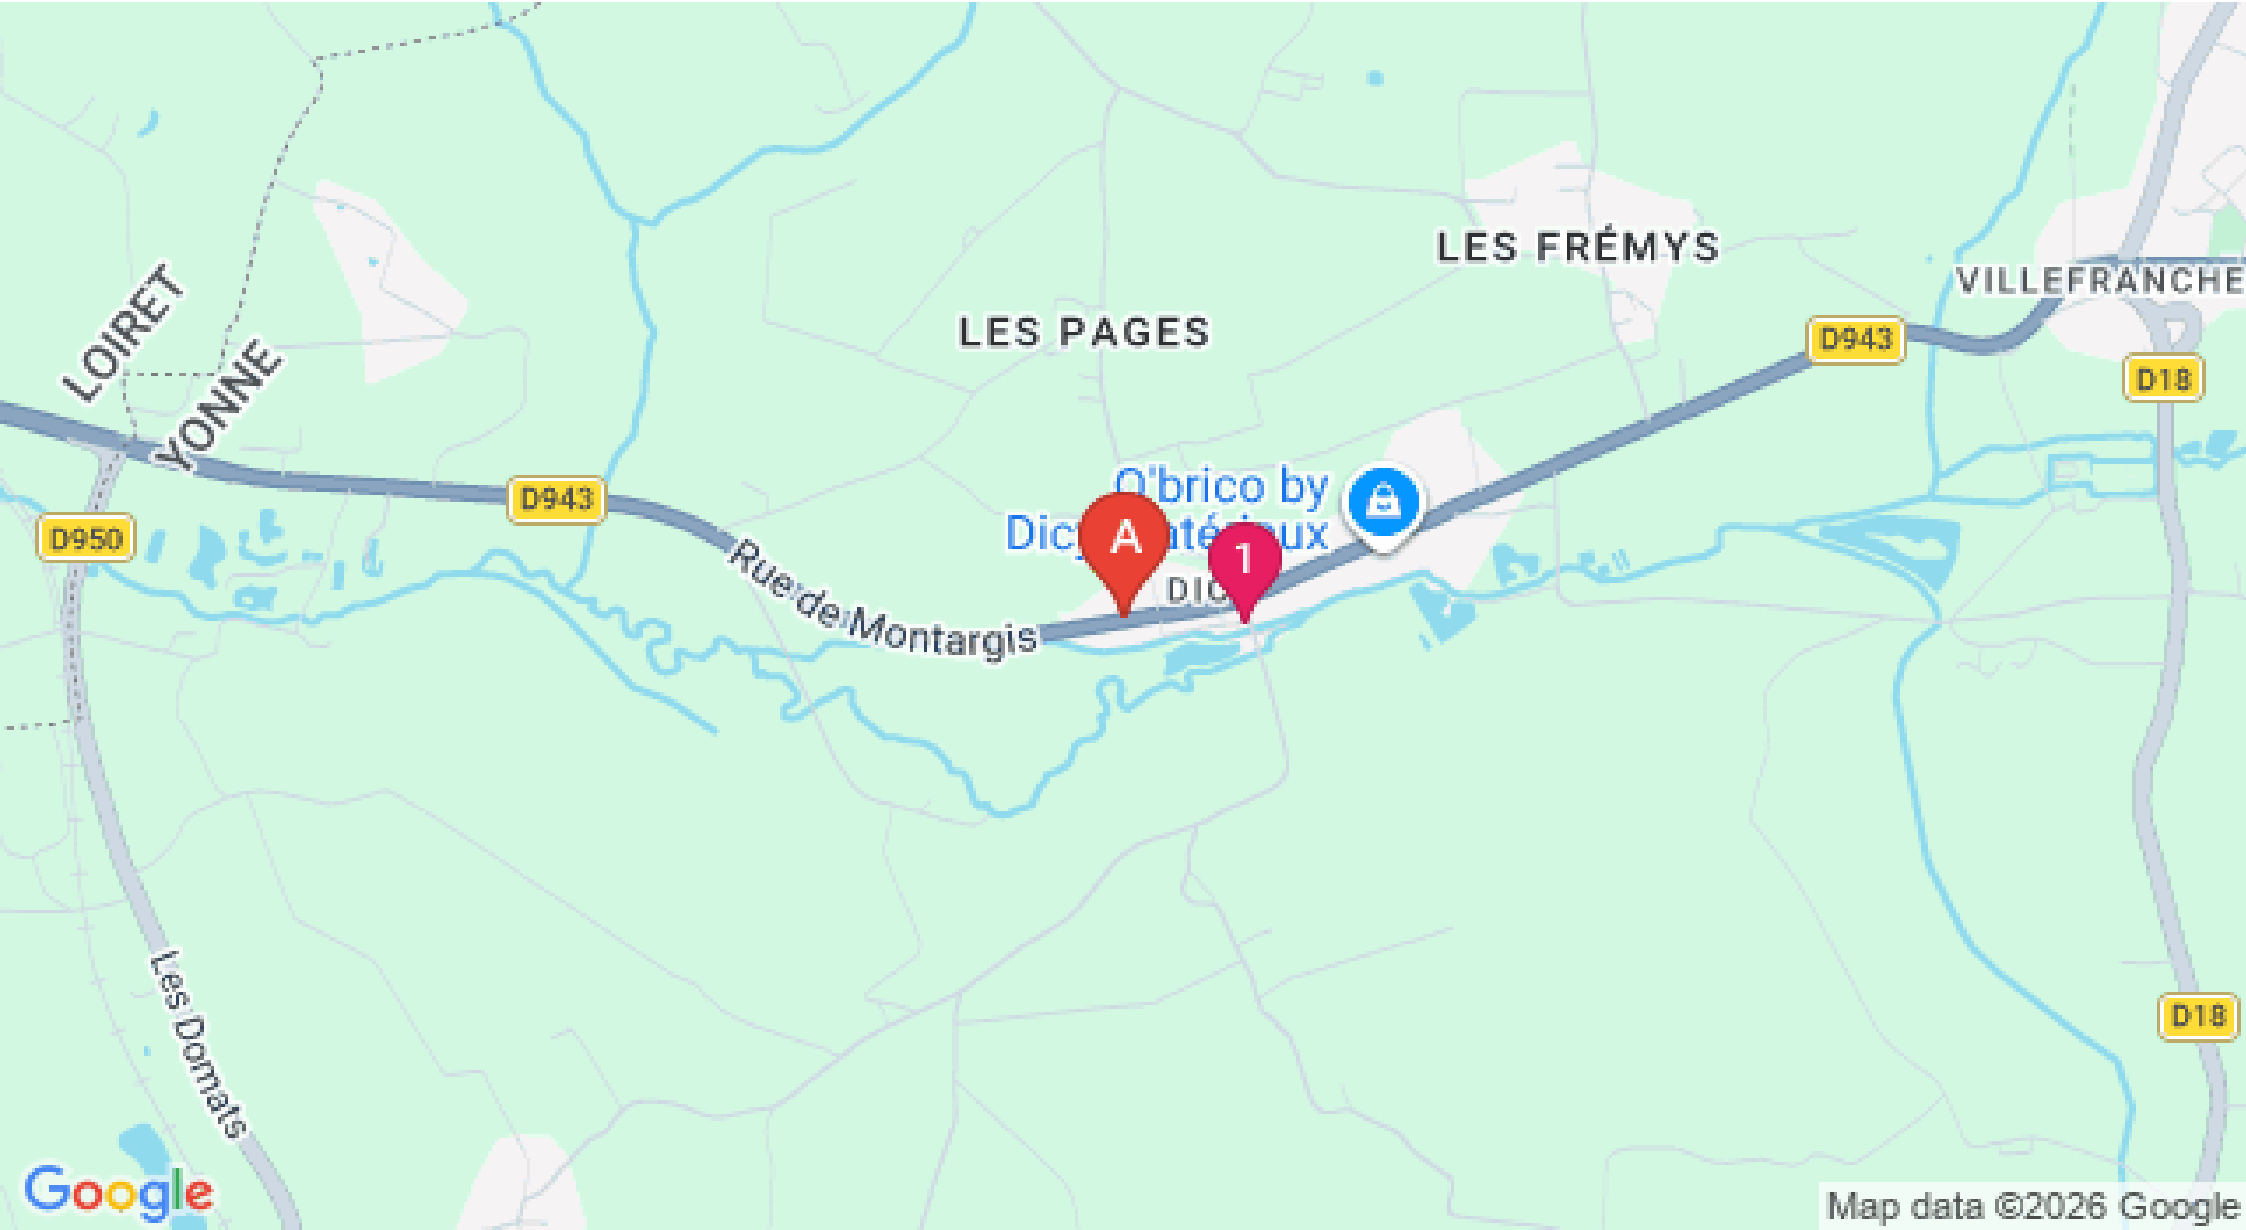 LES FRÉMYS
VILLEFRANCHE
LOIRET
YONNE
LES PAGES
D943
D18
D943
O'brico by
A
1
D950
Rue de Montargis
Les Domats
D18
Google
Map data ©2026 Google